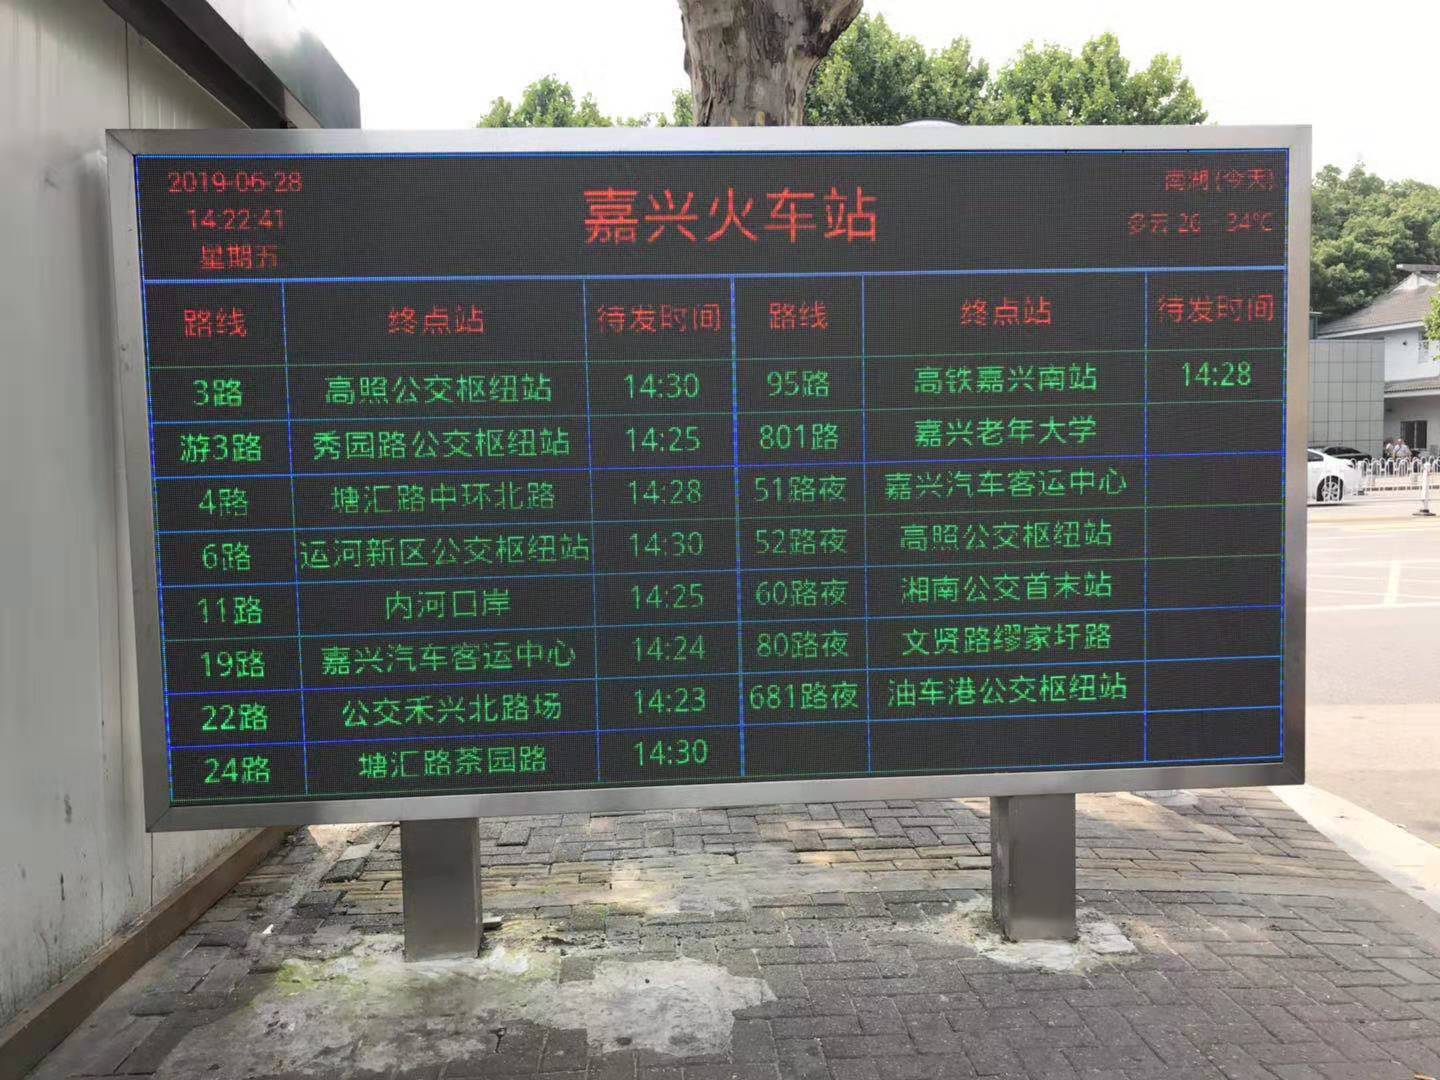 2019-06-28
14:22:41
星期五
嘉兴火车站
南湖(今天)
多云 26 - 34℃
路线 终点站 待发时间 路线 终点站 待发时间
3路 高照公交枢纽站 14:30 95路 高铁嘉兴南站 14:28
游3路 秀园路公交枢纽站 14:25 801路 嘉兴老年大学
4路 塘汇路中环北路 14:28 51路夜 嘉兴汽车客运中心
6路 运河新区公交枢纽站 14:30 52路夜 高照公交枢纽站
11路 内河口岸 14:25 60路夜 湘南公交首末站
19路 嘉兴汽车客运中心 14:24 80路夜 文贤路缪家圩路
22路 公交禾兴北路场 14:23 681路夜 油车港公交枢纽站
24路 塘汇路茶园路 14:30